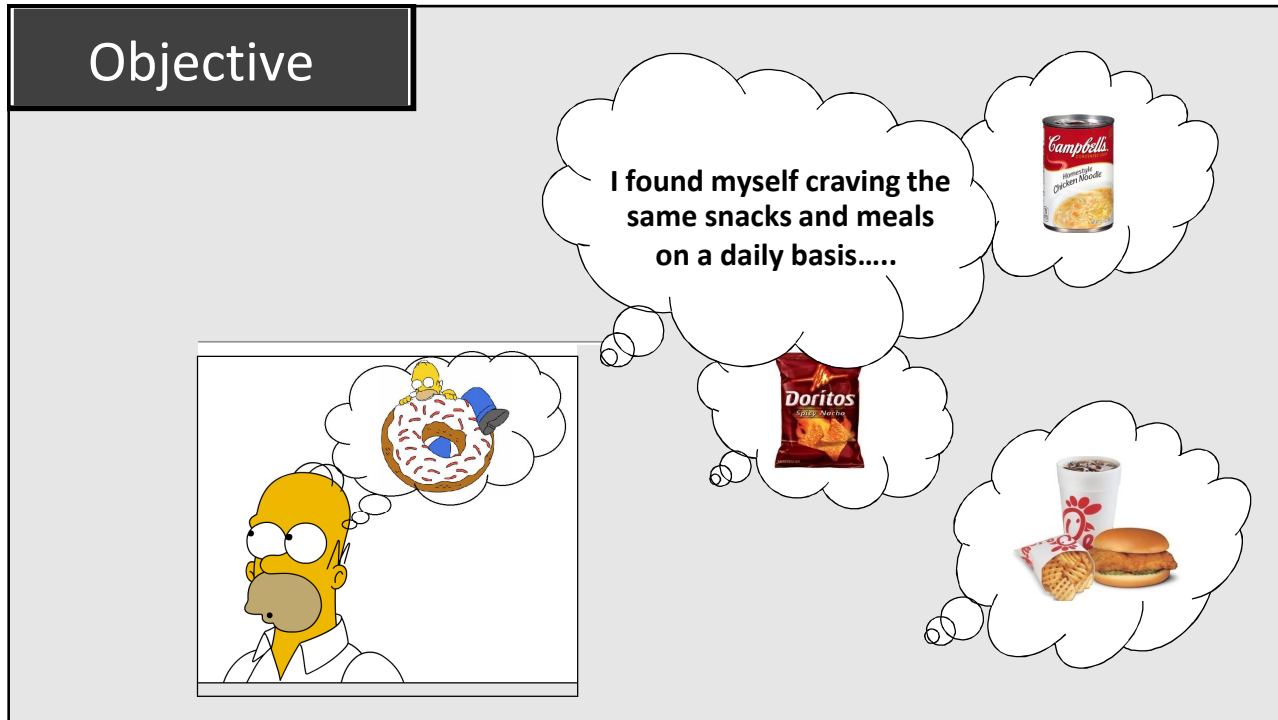 Objective
I found myself craving the
same snacks and meals
on a daily basis…..
Campbell's
CONDENSED
Homestyle
Chicken Noodle
Doritos
Spicy Nacho